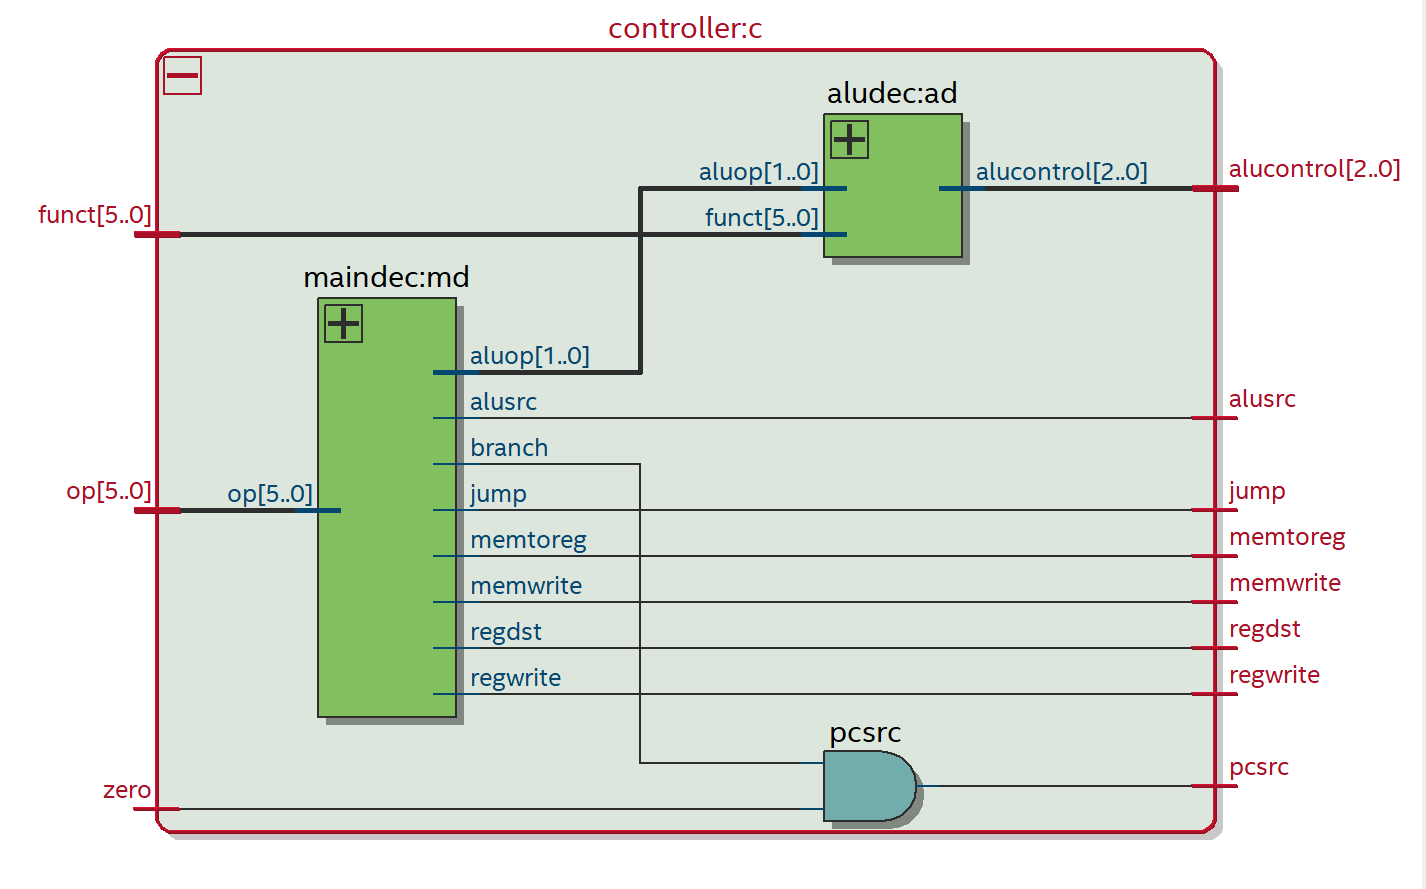 controller:c
aludec:ad
aluop[1..0]
alucontrol[2..0]
alucontrol[2..0]
funct[5..0]
funct[5..0]
maindec:md
aluop[1..0]
alusrc
alusrc
branch
op[5..0]
op[5..0]
jump
jump
memtoreg
memtoreg
memwrite
memwrite
regdst
regdst
regwrite
regwrite
pcsrc
pcsrc
zero